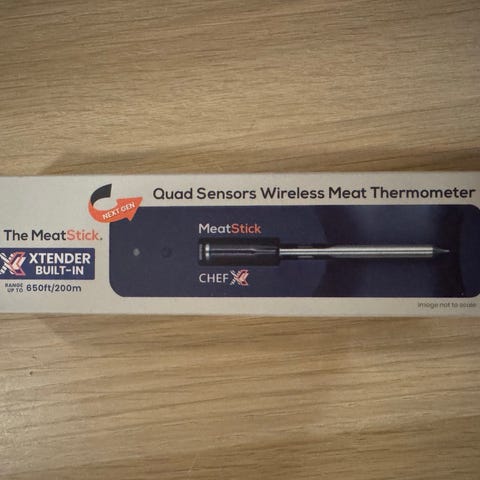 NEXT GEN
Quad Sensors Wireless Meat Thermometer
The MeatStick.
X XTENDER
BUILT-IN
RANGE
UP TO 650ft/200m
MeatStick
CHEF X
image not to scale